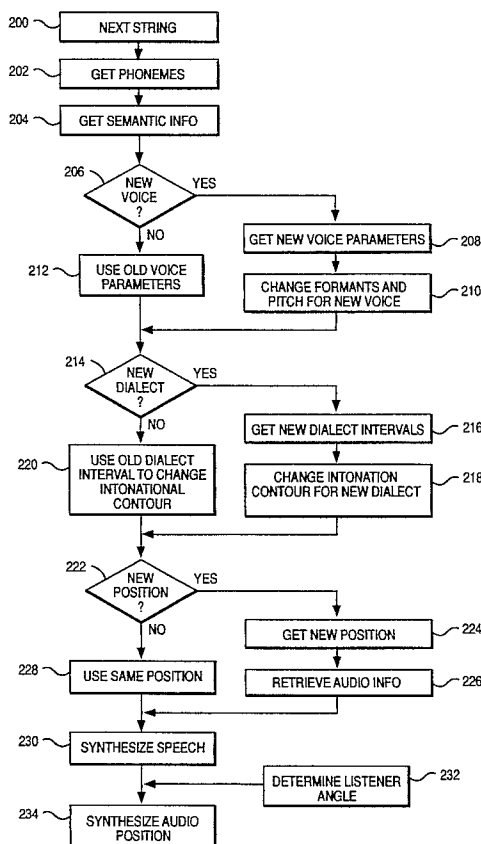 200
NEXT STRING
202
GET PHONEMES
204
GET SEMANTIC INFO
206
NEW
VOICE
?
YES
NO
GET NEW VOICE PARAMETERS
208
212
USE OLD VOICE
PARAMETERS
CHANGE FORMANTS AND
PITCH FOR NEW VOICE
210
214
NEW
DIALECT
?
YES
NO
GET NEW DIALECT INTERVALS
216
220
USE OLD DIALECT
INTERVAL TO CHANGE
INTONATIONAL
CONTOUR
CHANGE INTONATION
CONTOUR FOR NEW DIALECT
218
222
NEW
POSITION
?
YES
NO
GET NEW POSITION
224
228
USE SAME POSITION
RETRIEVE AUDIO INFO
226
230
SYNTHESIZE SPEECH
DETERMINE LISTENER
ANGLE
232
234
SYNTHESIZE AUDIO
POSITION